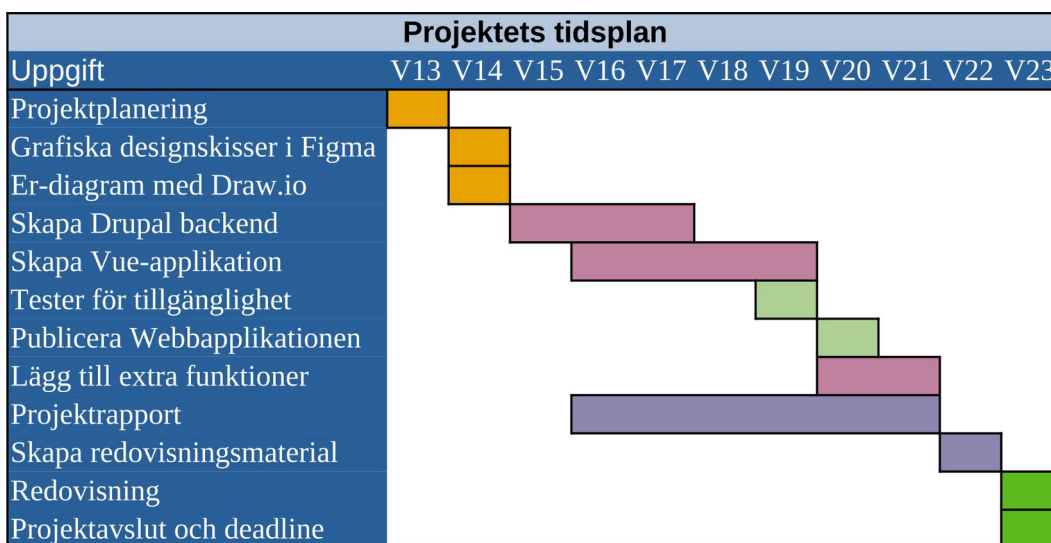 Projektets tidsplan
Uppgift V13 V14 V15 V16 V17 V18 V19 V20 V21 V22 V23
Projektplanering
Grafiska designskisser i Figma
Er-diagram med Draw.io
Skapa Drupal backend
Skapa Vue-applikation
Tester för tillgänglighet
Publicera Webbapplikationen
Lägg till extra funktioner
Projektrapport
Skapa redovisningsmaterial
Redovisning
Projektavslut och deadline